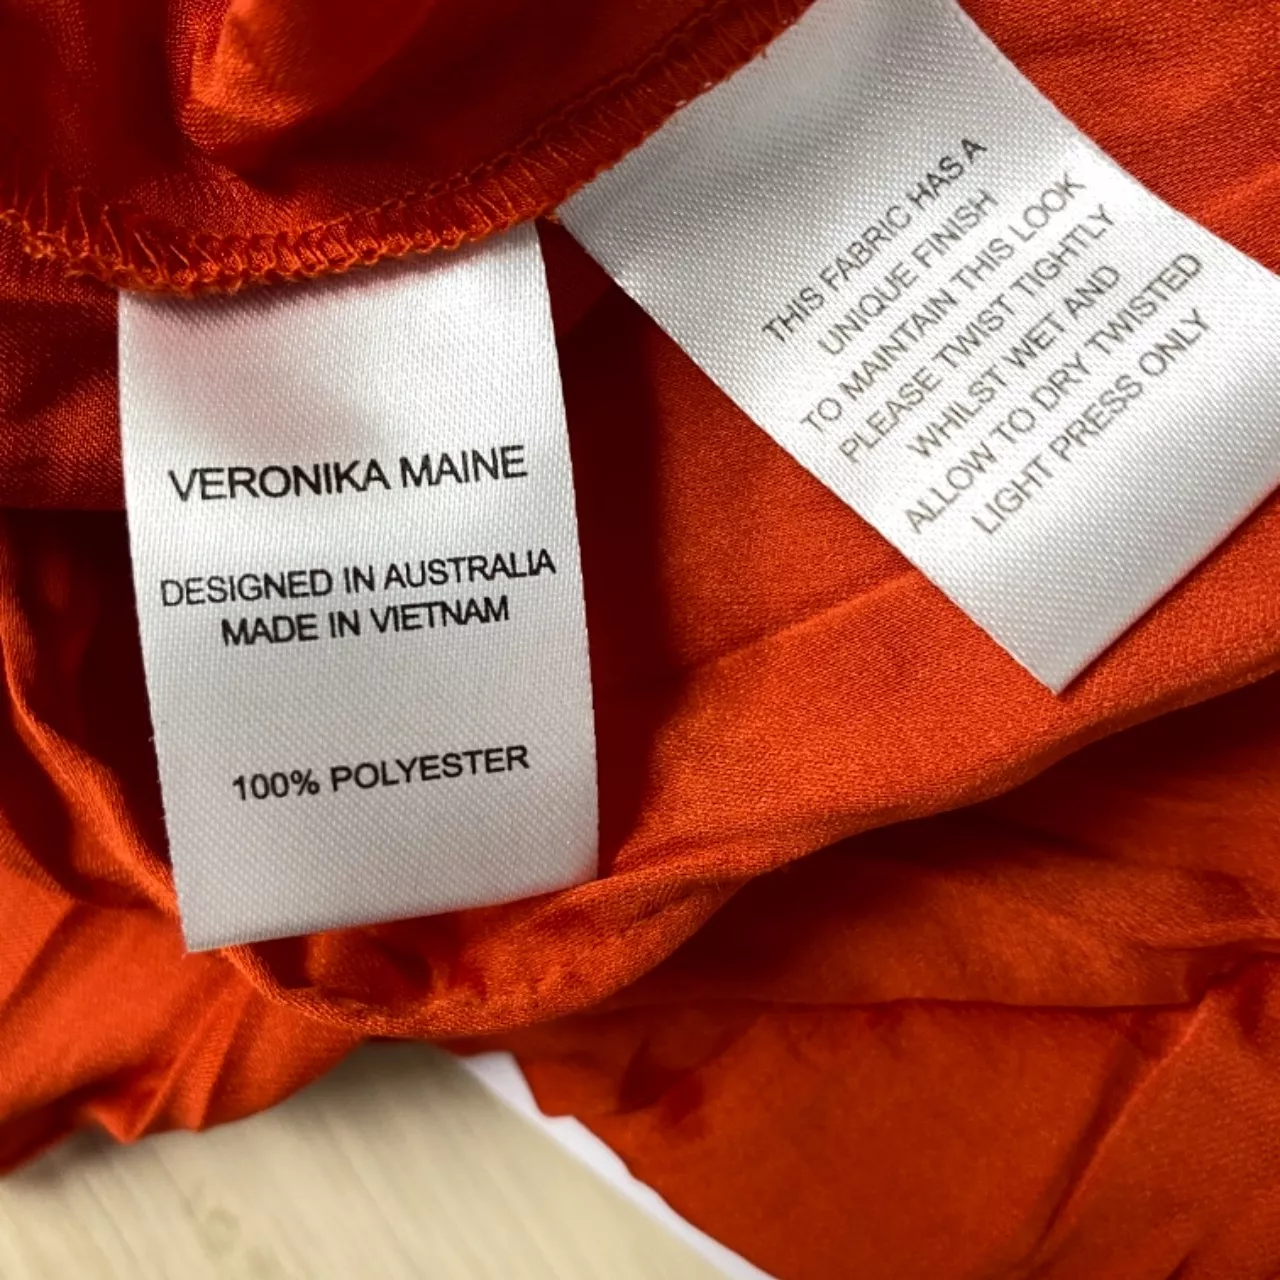 VERONIKA MAINE
DESIGNED IN AUSTRALIA
MADE IN VIETNAM
100% POLYESTER
THIS FABRIC HAS A
UNIQUE FINISH
TO MAINTAIN THIS LOOK
PLEASE TWIST TIGHTLY
WHILST WET AND
ALLOW TO DRY TWISTED
LIGHT PRESS ONLY